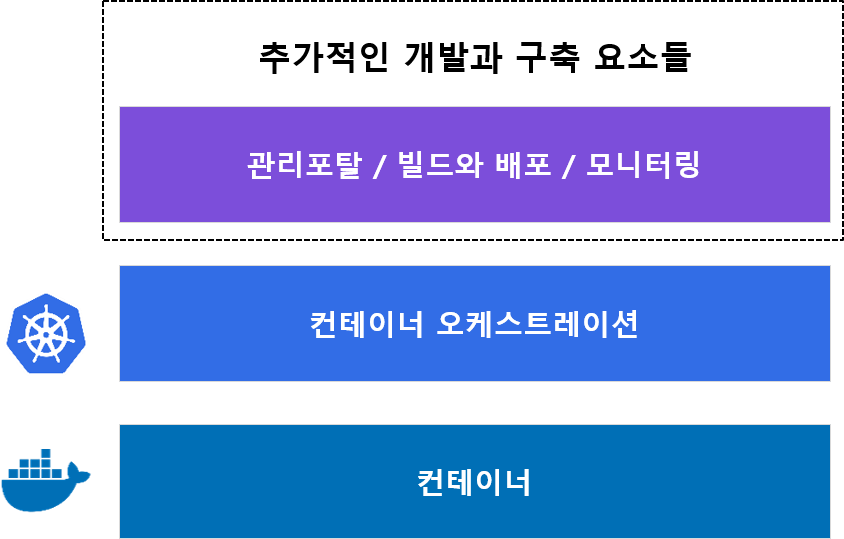 추가적인 개발과 구축 요소들
관리포탈 / 빌드와 배포 / 모니터링
컨테이너 오케스트레이션
컨테이너